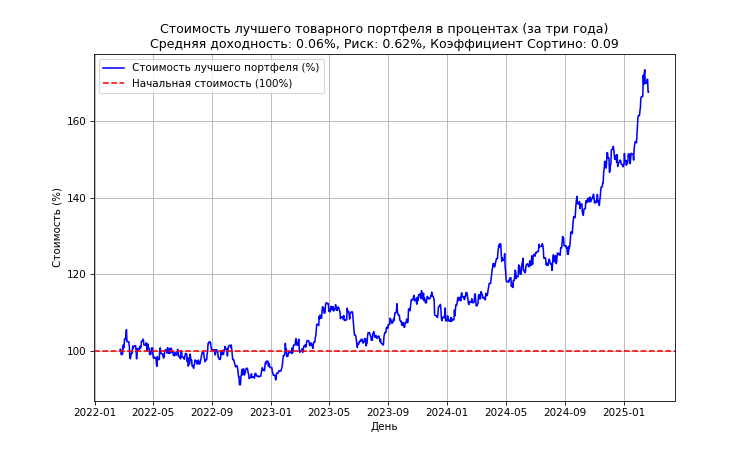 Стоимость лучшего товарного портфеля в процентах (за три года)
Средняя доходность: 0.06%, Риск: 0.62%, Коэффициент Сортино: 0.09
Стоимость лучшего портфеля (%)
Начальная стоимость (100%)
Стоимость (%)
160
140
120
100
2022-01 2022-05 2022-09 2023-01 2023-05 2023-09 2024-01 2024-05 2024-09 2025-01
День